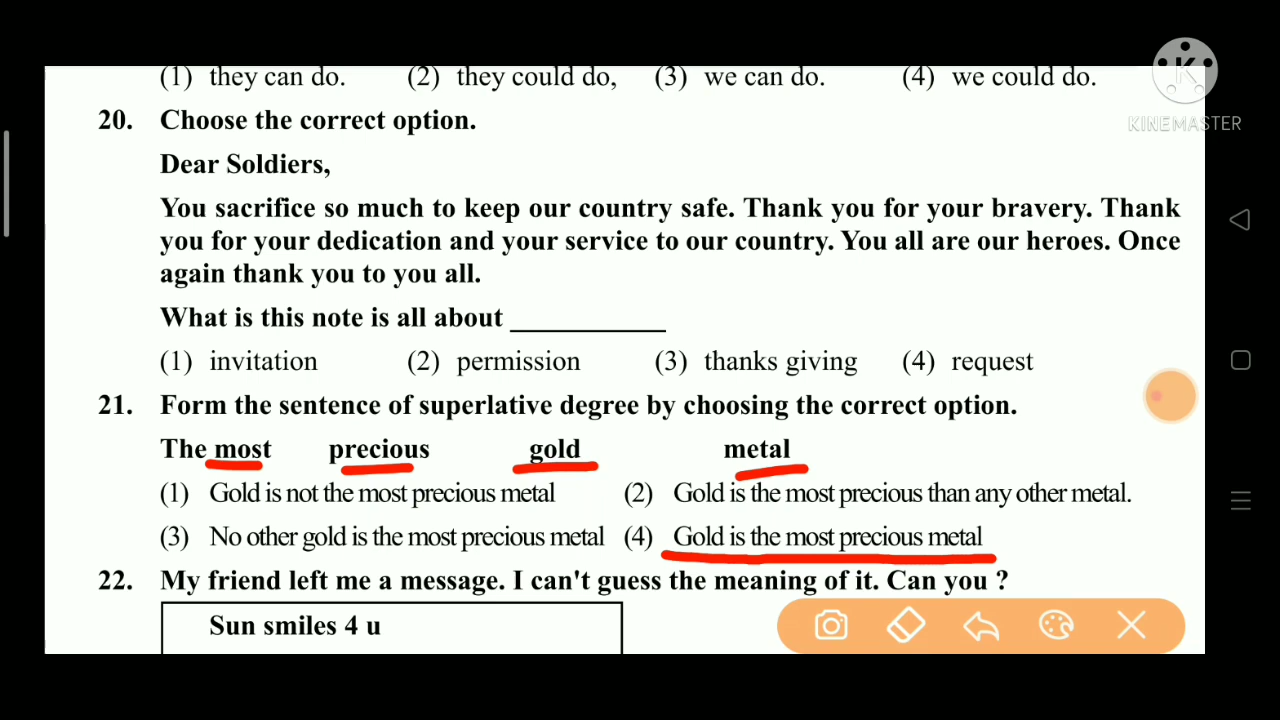 (1) they can do. (2) they could do, (3) we can do. (4) we could do.
KINEMASTER
20. Choose the correct option.
Dear Soldiers,
You sacrifice so much to keep our country safe. Thank you for your bravery. Thank
you for your dedication and your service to our country. You all are our heroes. Once
again thank you to you all.
What is this note is all about ___________
(1) invitation (2) permission (3) thanks giving (4) request
21. Form the sentence of superlative degree by choosing the correct option.
The most precious gold metal
(1) Gold is not the most precious metal (2) Gold is the most precious than any other metal.
(3) No other gold is the most precious metal (4) Gold is the most precious metal
22. My friend left me a message. I can't guess the meaning of it. Can you ?
Sun smiles 4 u